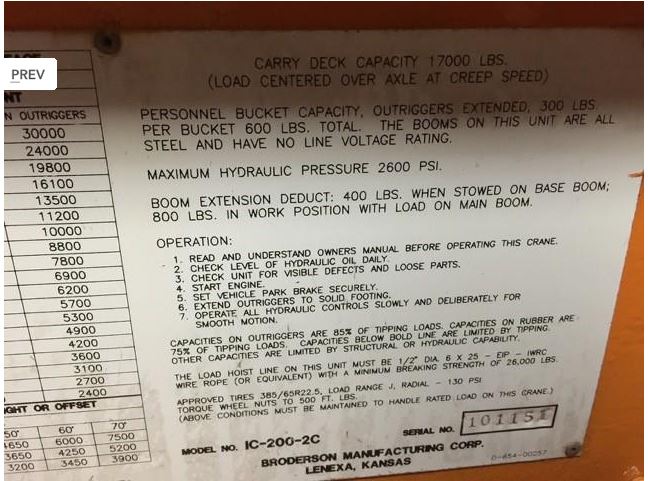 PREV
N OUTRIGGERS
30000
24000
19800
16100
13500
11200
10000
8800
7800
6900
6200
5700
5300
4900
4200
3600
3100
2700
2400
GHT OR OFFSET
50° 60° 70°
4650 6000 7500
3650 4250 5200
3200 3450 3900
CARRY DECK CAPACITY 17000 LBS.
(LOAD CENTERED OVER AXLE AT CREEP SPEED)
PERSONNEL BUCKET CAPACITY, OUTRIGGERS EXTENDED, 300 LBS.
PER BUCKET 600 LBS. TOTAL. THE BOOMS ON THIS UNIT ARE ALL
STEEL AND HAVE NO LINE VOLTAGE RATING.
MAXIMUM HYDRAULIC PRESSURE 2600 PSI.
BOOM EXTENSION DEDUCT: 400 LBS. WHEN STOWED ON BASE BOOM;
800 LBS. IN WORK POSITION WITH LOAD ON MAIN BOOM.
OPERATION:
1. READ AND UNDERSTAND OWNERS MANUAL BEFORE OPERATING THIS CRANE.
2. CHECK LEVEL OF HYDRAULIC OIL DAILY.
3. CHECK UNIT FOR VISIBLE DEFECTS AND LOOSE PARTS.
4. START ENGINE.
5. SET VEHICLE PARK BRAKE SECURELY.
6. EXTEND OUTRIGGERS TO SOLID FOOTING.
7. OPERATE ALL HYDRAULIC CONTROLS SLOWLY AND DELIBERATELY FOR
SMOOTH MOTION.
CAPACITIES ON OUTRIGGERS ARE 85% OF TIPPING LOADS. CAPACITIES ON RUBBER ARE
75% OF TIPPING LOADS. CAPACITIES BELOW BOLD LINE ARE LIMITED BY TIPPING.
OTHER CAPACITIES ARE LIMITED BY STRUCTURAL OR HYDRAULIC CAPABILITY.
THE LOAD HOIST LINE ON THIS UNIT MUST BE 1/2" DIA. 6 X 25 - EIP - IWRC
WIRE ROPE (OR EQUIVALENT) WITH A MINIMUM BREAKING STRENGTH OF 26,000 LBS.
APPROVED TIRES 385/65R22.5, LOAD RANGE J, RADIAL - 130 PSI
TORQUE WHEEL NUTS TO 500 FT. LBS.
(ABOVE CONDITIONS MUST BE MAINTAINED TO HANDLE RATED LOAD ON THIS CRANE.)
MODEL NO. IC-200-2C SERIAL NO. 101151
BRODERSON MANUFACTURING CORP.
LENEXA, KANSAS